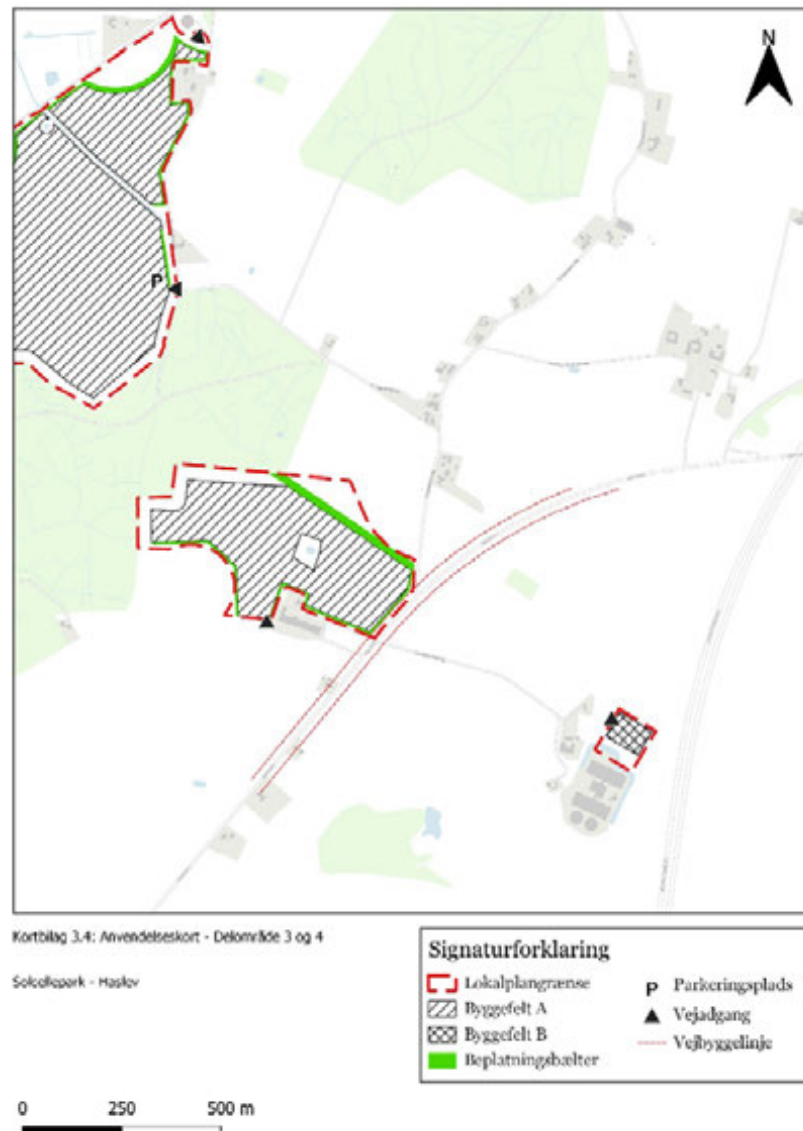 N
P
Kortbilag 3.4: Anvendelseskort - Delområde 3 og 4
Solcellepark - Haslev
Signaturforklaring
Lokalplangrænse
Byggefelt A
Byggefelt B
Beplatningsbælter
P Parkeringsplads
Vejadgang
Vejbyggelinje
0 250 500 m